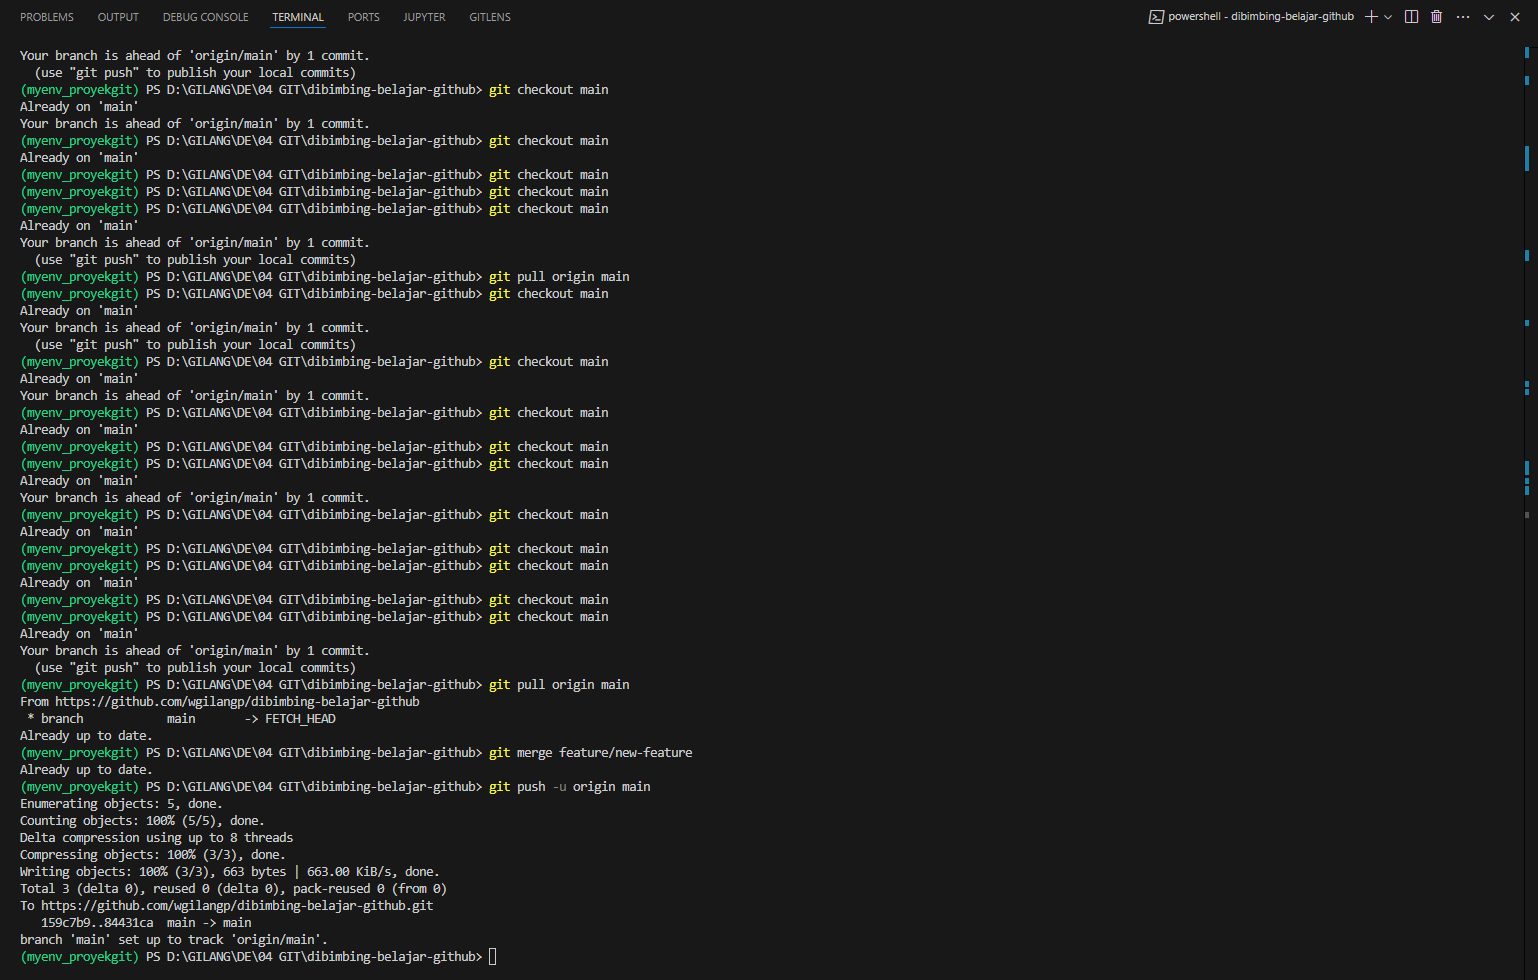 PROBLEMS OUTPUT DEBUG CONSOLE TERMINAL PORTS JUPYTER GITLENS powershell - dibimbing-belajar-github
Your branch is ahead of 'origin/main' by 1 commit.
  (use "git push" to publish your local commits)
(myenv_proyekgit) PS D:\GILANG\DE\04 GIT\dibimbing-belajar-github> git checkout main
Already on 'main'
Your branch is ahead of 'origin/main' by 1 commit.
(myenv_proyekgit) PS D:\GILANG\DE\04 GIT\dibimbing-belajar-github> git checkout main
Already on 'main'
(myenv_proyekgit) PS D:\GILANG\DE\04 GIT\dibimbing-belajar-github> git checkout main
(myenv_proyekgit) PS D:\GILANG\DE\04 GIT\dibimbing-belajar-github> git checkout main
(myenv_proyekgit) PS D:\GILANG\DE\04 GIT\dibimbing-belajar-github> git checkout main
Already on 'main'
Your branch is ahead of 'origin/main' by 1 commit.
  (use "git push" to publish your local commits)
(myenv_proyekgit) PS D:\GILANG\DE\04 GIT\dibimbing-belajar-github> git pull origin main
(myenv_proyekgit) PS D:\GILANG\DE\04 GIT\dibimbing-belajar-github> git checkout main
Already on 'main'
Your branch is ahead of 'origin/main' by 1 commit.
  (use "git push" to publish your local commits)
(myenv_proyekgit) PS D:\GILANG\DE\04 GIT\dibimbing-belajar-github> git checkout main
Already on 'main'
Your branch is ahead of 'origin/main' by 1 commit.
(myenv_proyekgit) PS D:\GILANG\DE\04 GIT\dibimbing-belajar-github> git checkout main
Already on 'main'
(myenv_proyekgit) PS D:\GILANG\DE\04 GIT\dibimbing-belajar-github> git checkout main
(myenv_proyekgit) PS D:\GILANG\DE\04 GIT\dibimbing-belajar-github> git checkout main
Already on 'main'
Your branch is ahead of 'origin/main' by 1 commit.
(myenv_proyekgit) PS D:\GILANG\DE\04 GIT\dibimbing-belajar-github> git checkout main
Already on 'main'
(myenv_proyekgit) PS D:\GILANG\DE\04 GIT\dibimbing-belajar-github> git checkout main
(myenv_proyekgit) PS D:\GILANG\DE\04 GIT\dibimbing-belajar-github> git checkout main
Already on 'main'
(myenv_proyekgit) PS D:\GILANG\DE\04 GIT\dibimbing-belajar-github> git checkout main
(myenv_proyekgit) PS D:\GILANG\DE\04 GIT\dibimbing-belajar-github> git checkout main
Already on 'main'
Your branch is ahead of 'origin/main' by 1 commit.
  (use "git push" to publish your local commits)
(myenv_proyekgit) PS D:\GILANG\DE\04 GIT\dibimbing-belajar-github> git pull origin main
From https://github.com/wgilangp/dibimbing-belajar-github
 * branch            main       -> FETCH_HEAD
Already up to date.
(myenv_proyekgit) PS D:\GILANG\DE\04 GIT\dibimbing-belajar-github> git merge feature/new-feature
Already up to date.
(myenv_proyekgit) PS D:\GILANG\DE\04 GIT\dibimbing-belajar-github> git push -u origin main
Enumerating objects: 5, done.
Counting objects: 100% (5/5), done.
Delta compression using up to 8 threads
Compressing objects: 100% (3/3), done.
Writing objects: 100% (3/3), 663 bytes | 663.00 KiB/s, done.
Total 3 (delta 0), reused 0 (delta 0), pack-reused 0 (from 0)
To https://github.com/wgilangp/dibimbing-belajar-github.git
   159c7b9..84431ca  main -> main
branch 'main' set up to track 'origin/main'.
(myenv_proyekgit) PS D:\GILANG\DE\04 GIT\dibimbing-belajar-github>